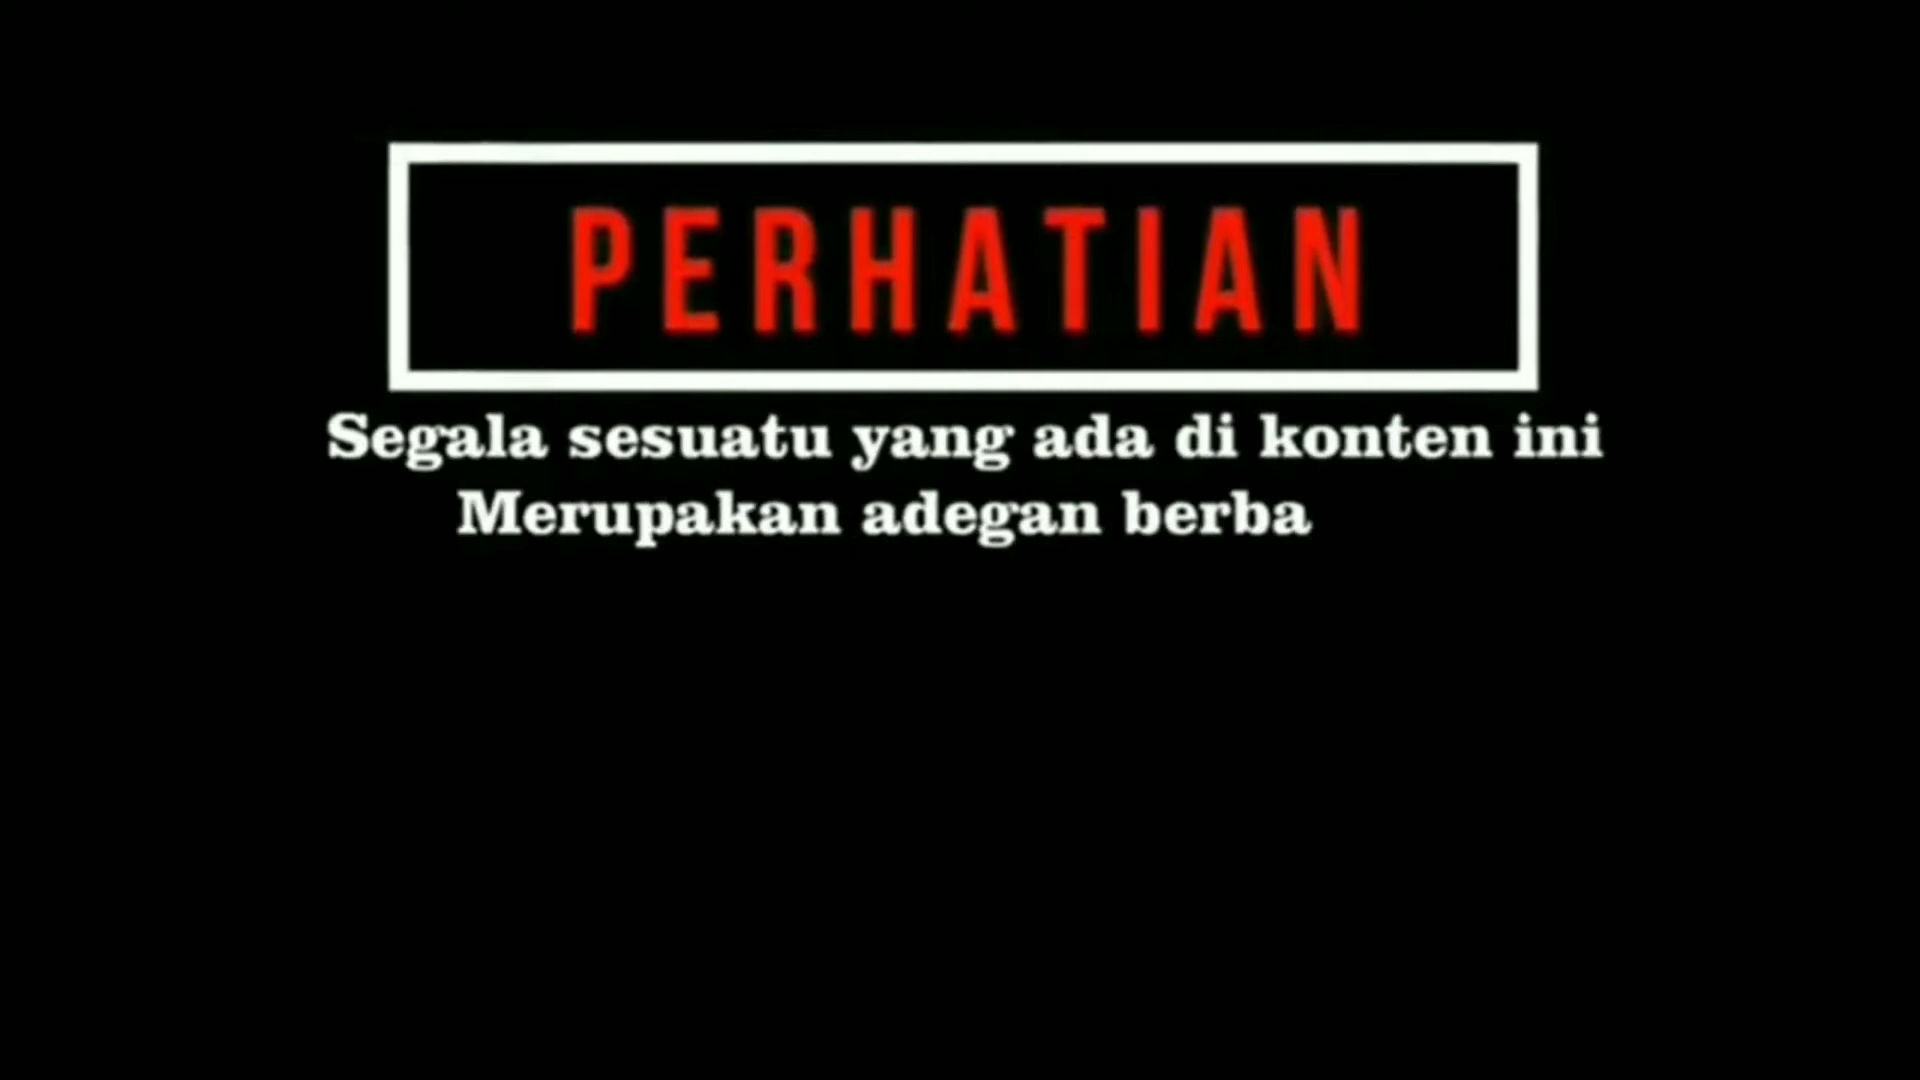 PERHATIAN
Segala sesuatu yang ada di konten ini
Merupakan adegan berba